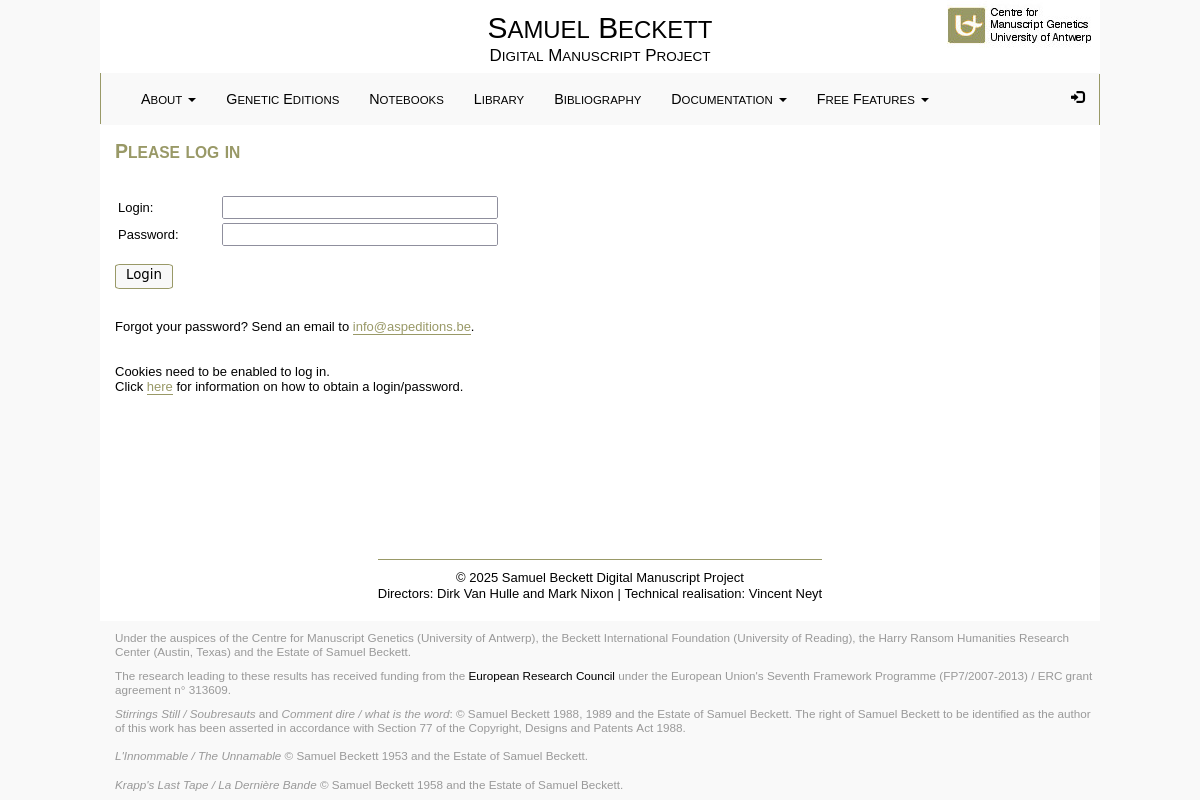 Samuel Beckett
Digital Manuscript Project
Centre for
Manuscript Genetics
University of Antwerp
About
Genetic Editions
Notebooks
Library
Bibliography
Documentation
Free Features
Please log in
Login:
Password:
Login
Forgot your password? Send an email to info@aspeditions.be.
Cookies need to be enabled to log in.
Click here for information on how to obtain a login/password.
© 2025 Samuel Beckett Digital Manuscript Project
Directors: Dirk Van Hulle and Mark Nixon | Technical realisation: Vincent Neyt
Under the auspices of the Centre for Manuscript Genetics (University of Antwerp), the Beckett International Foundation (University of Reading), the Harry Ransom Humanities Research
Center (Austin, Texas) and the Estate of Samuel Beckett.
The research leading to these results has received funding from the European Research Council under the European Union's Seventh Framework Programme (FP7/2007-2013) / ERC grant
agreement n° 313609.
Stirrings Still / Soubresauts and Comment dire / what is the word: © Samuel Beckett 1988, 1989 and the Estate of Samuel Beckett. The right of Samuel Beckett to be identified as the author
of this work has been asserted in accordance with Section 77 of the Copyright, Designs and Patents Act 1988.
L'Innommable / The Unnamable © Samuel Beckett 1953 and the Estate of Samuel Beckett.
Krapp's Last Tape / La Dernière Bande © Samuel Beckett 1958 and the Estate of Samuel Beckett.